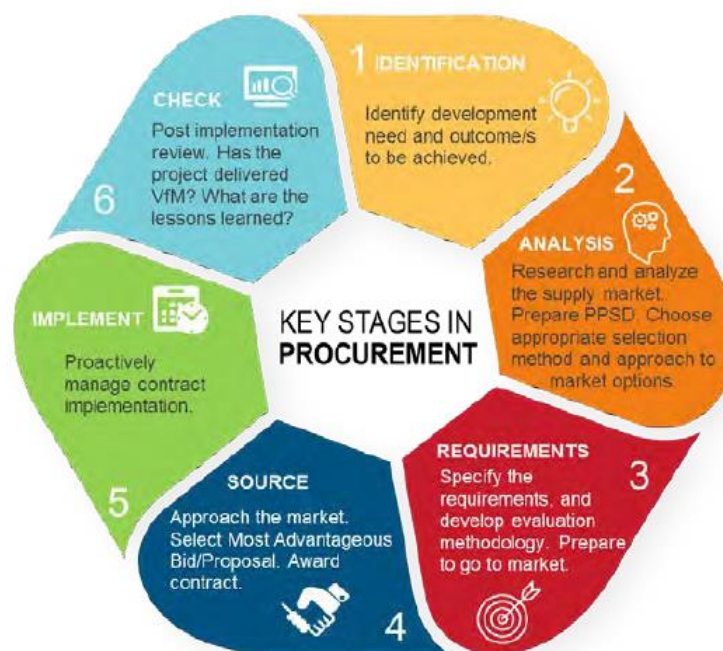 KEY STAGES IN
PROCUREMENT
1 IDENTIFICATION
Identify development
need and outcome/s
to be achieved.
2
ANALYSIS
Research and analyze
the supply market.
Prepare PPSD. Choose
appropriate selection
method and approach to
market options.
3
REQUIREMENTS
Specify the
requirements, and
develop evaluation
methodology. Prepare
to go to market.
4
SOURCE
Approach the market.
Select Most Advantageous
Bid/Proposal. Award
contract.
5
IMPLEMENT
Proactively
manage contract
implementation.
6
CHECK
Post implementation
review. Has the
project delivered
VfM? What are the
lessons learned?